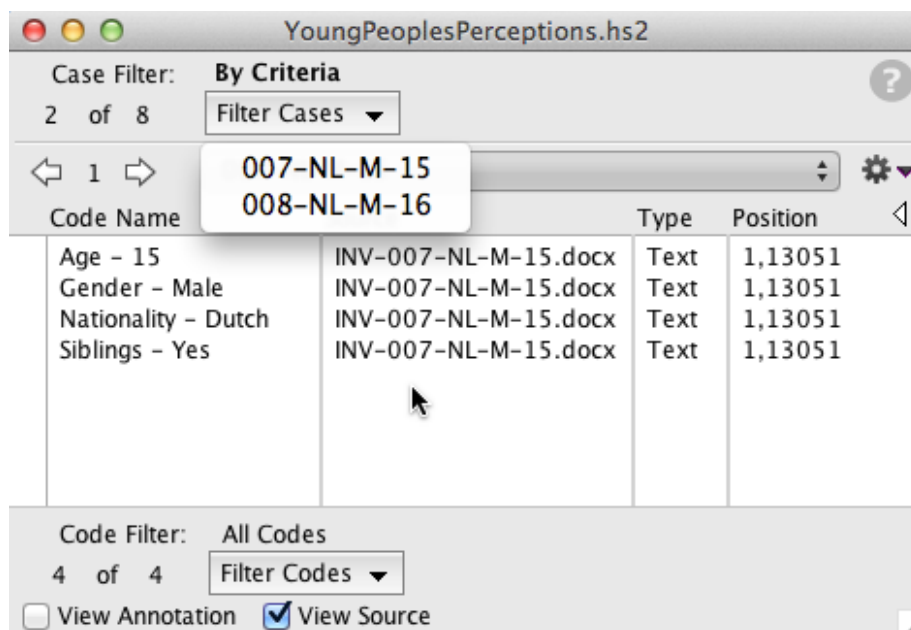 YoungPeoplesPerceptions.hs2
Case Filter: By Criteria
?
2 of 8 Filter Cases
1
007-NL-M-15
008-NL-M-16
Code Name Type Position
Age – 15 INV-007-NL-M-15.docx Text 1,13051
Gender – Male INV-007-NL-M-15.docx Text 1,13051
Nationality – Dutch INV-007-NL-M-15.docx Text 1,13051
Siblings – Yes INV-007-NL-M-15.docx Text 1,13051
Code Filter: All Codes
4 of 4 Filter Codes
View Annotation View Source